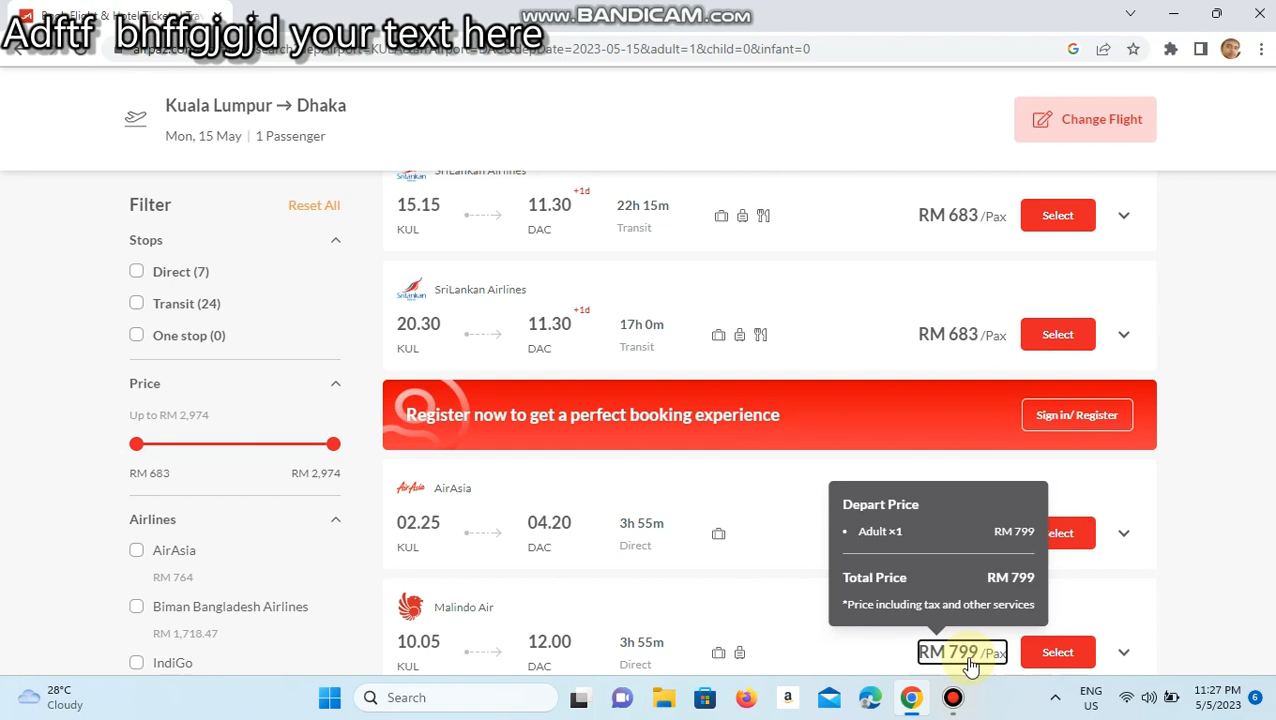 www.BANDICAM.com
Adftf bhffgjgjd your text here
depDate=2023-05-15&adult=1&child=0&infant=0
Kuala Lumpur → Dhaka
Mon, 15 May | 1 Passenger
Change Flight
Filter
Reset All
Stops
Direct (7)
Transit (24)
One stop (0)
Price
Up to RM 2,974
RM 683
RM 2,974
Airlines
AirAsia
RM 764
Biman Bangladesh Airlines
RM 1,718.47
IndiGo
SriLankan Airlines
15.15
11.30
+1d
22h 15m
KUL
DAC
Transit
RM 683 /Pax
Select
SriLankan Airlines
20.30
11.30
+1d
17h 0m
KUL
DAC
Transit
RM 683 /Pax
Select
Register now to get a perfect booking experience
Sign in/ Register
AirAsia
AirAsia
02.25
04.20
3h 55m
KUL
DAC
Direct
Depart Price
• Adult ×1
RM 799
Total Price
RM 799
*Price including tax and other services
Malindo Air
10.05
12.00
3h 55m
KUL
DAC
Direct
RM 799 /Pax
Select
28°C
Cloudy
Search
ENG
US
11:27 PM
5/5/2023
6